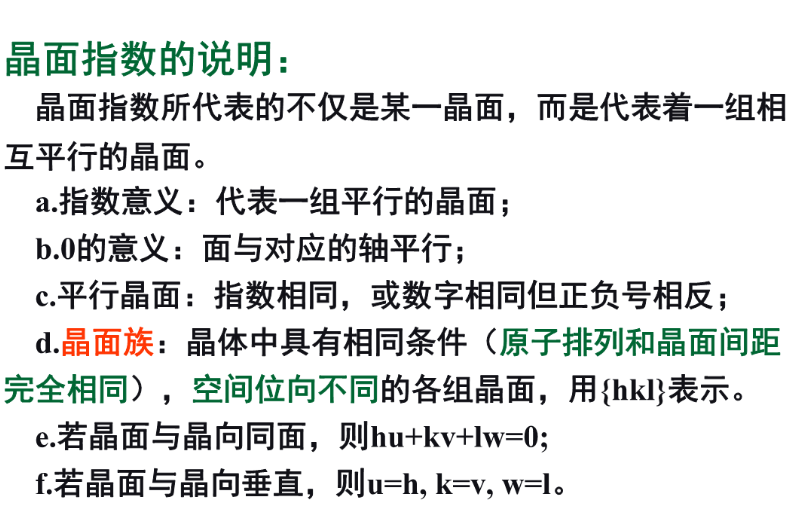 晶面指数的说明：
晶面指数所代表的不仅是某一晶面，而是代表着一组相
互平行的晶面。
a.指数意义：代表一组平行的晶面；
b.0的意义：面与对应的轴平行；
c.平行晶面：指数相同，或数字相同但正负号相反；
d.晶面族：晶体中具有相同条件（原子排列和晶面间距
完全相同），空间位向不同的各组晶面，用{hkl}表示。
e.若晶面与晶向同面，则hu+kv+lw=0;
f.若晶面与晶向垂直，则u=h, k=v, w=l。